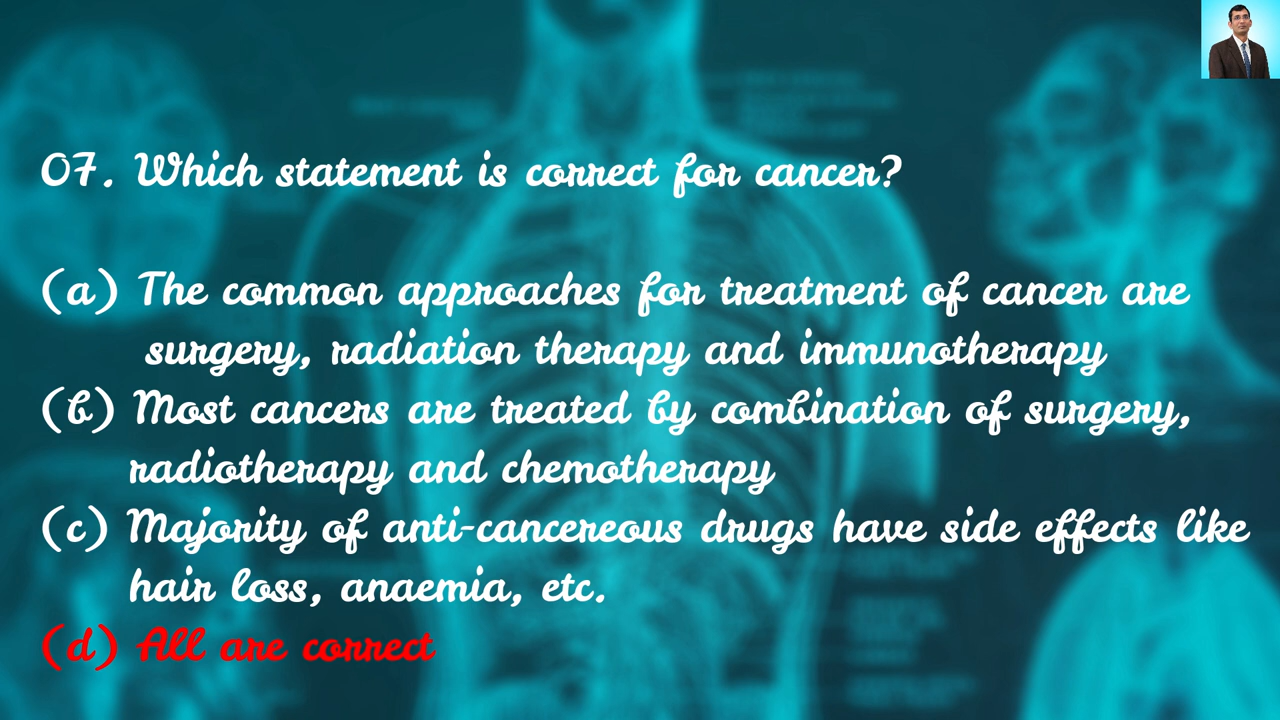 07. Which statement is correct for cancer?
(a) The common approaches for treatment of cancer are
surgery, radiation therapy and immunotherapy
(b) Most cancers are treated by combination of surgery,
radiotherapy and chemotherapy
(c) Majority of anti-cancereous drugs have side effects like
hair loss, anaemia, etc.
(d) All are correct